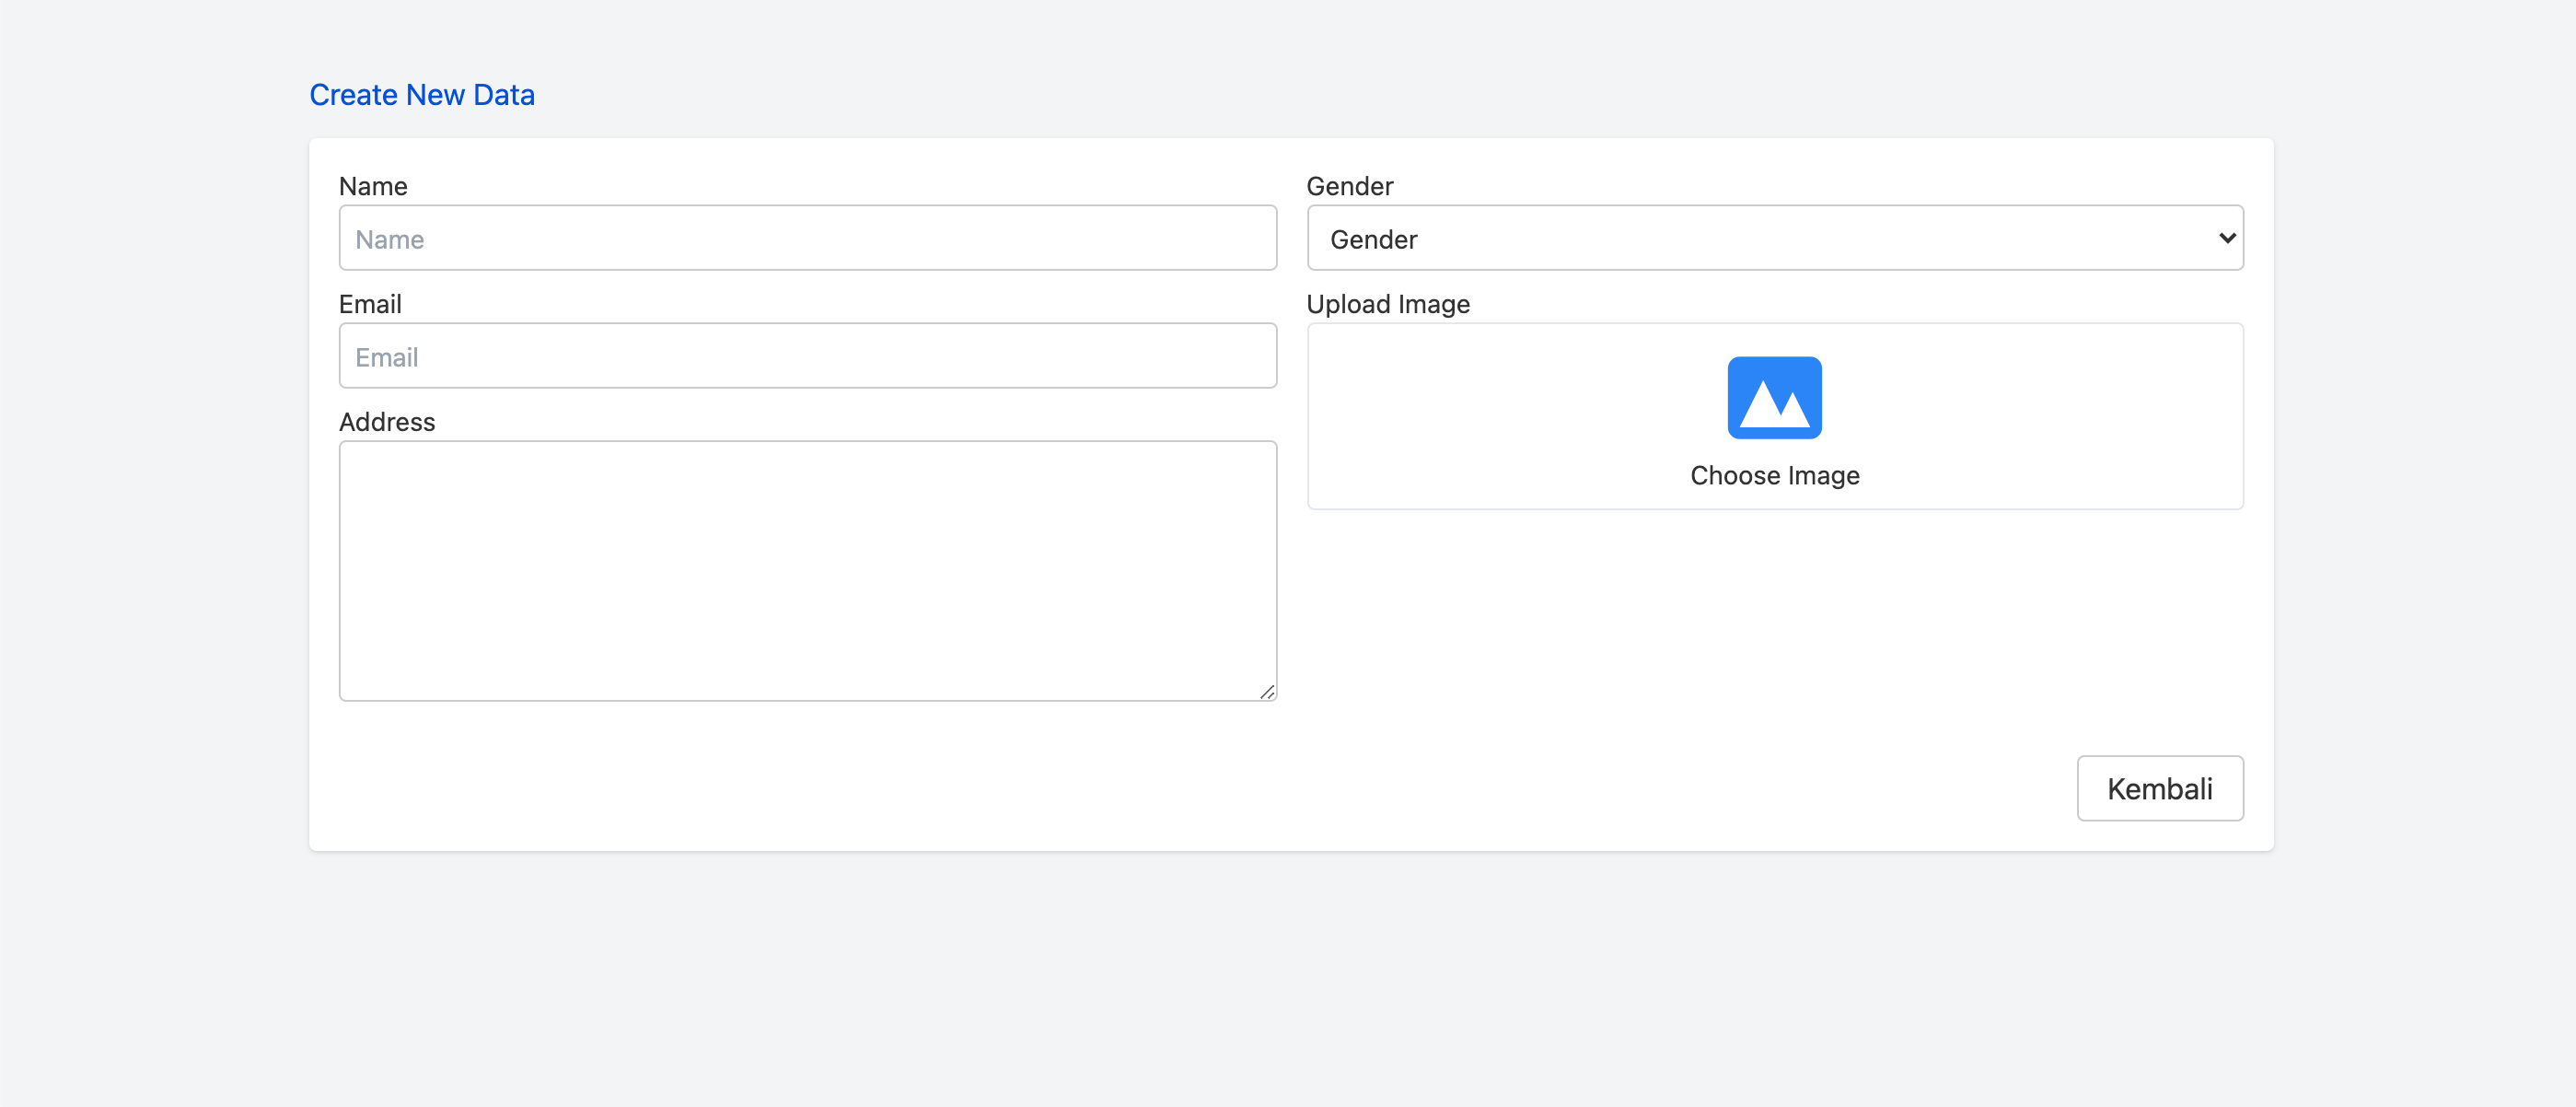 Create New Data
Name
Name
Email
Email
Address
Gender
Gender
Upload Image
Choose Image
Kembali